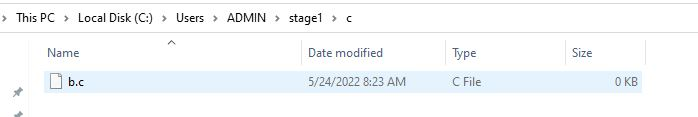 This PC > Local Disk (C:) > Users > ADMIN > stage1 > c
Name Date modified Type Size
b.c 5/24/2022 8:23 AM C File 0 KB